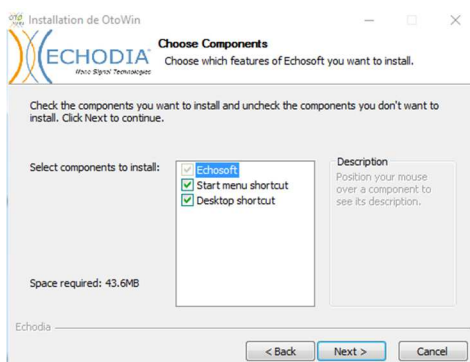 Installation de OtoWin
ECHODIA
Nano Signal Technologies
Choose Components
Choose which features of Echosoft you want to install.
Check the components you want to install and uncheck the components you don't want to
install. Click Next to continue.
Select components to install:
Echosoft
Start menu shortcut
Desktop shortcut
Description
Position your mouse
over a component to
see its description.
Space required: 43.6MB
Echodia
< Back
Next >
Cancel